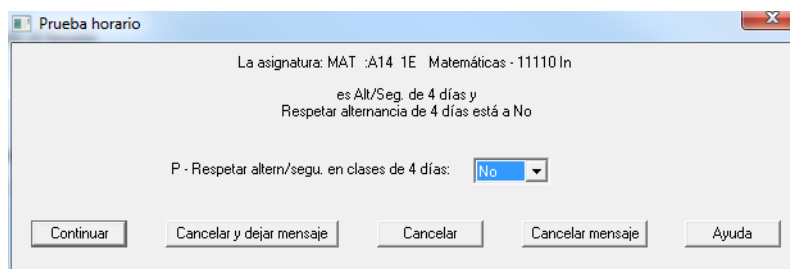 Prueba horario
La asignatura: MAT :A14 1E Matemáticas - 11110 In
es Alt/Seg. de 4 días y
Respetar alternancia de 4 días está a No
P - Respetar altern/segu. en clases de 4 días: No
Continuar Cancelar y dejar mensaje Cancelar Cancelar mensaje Ayuda